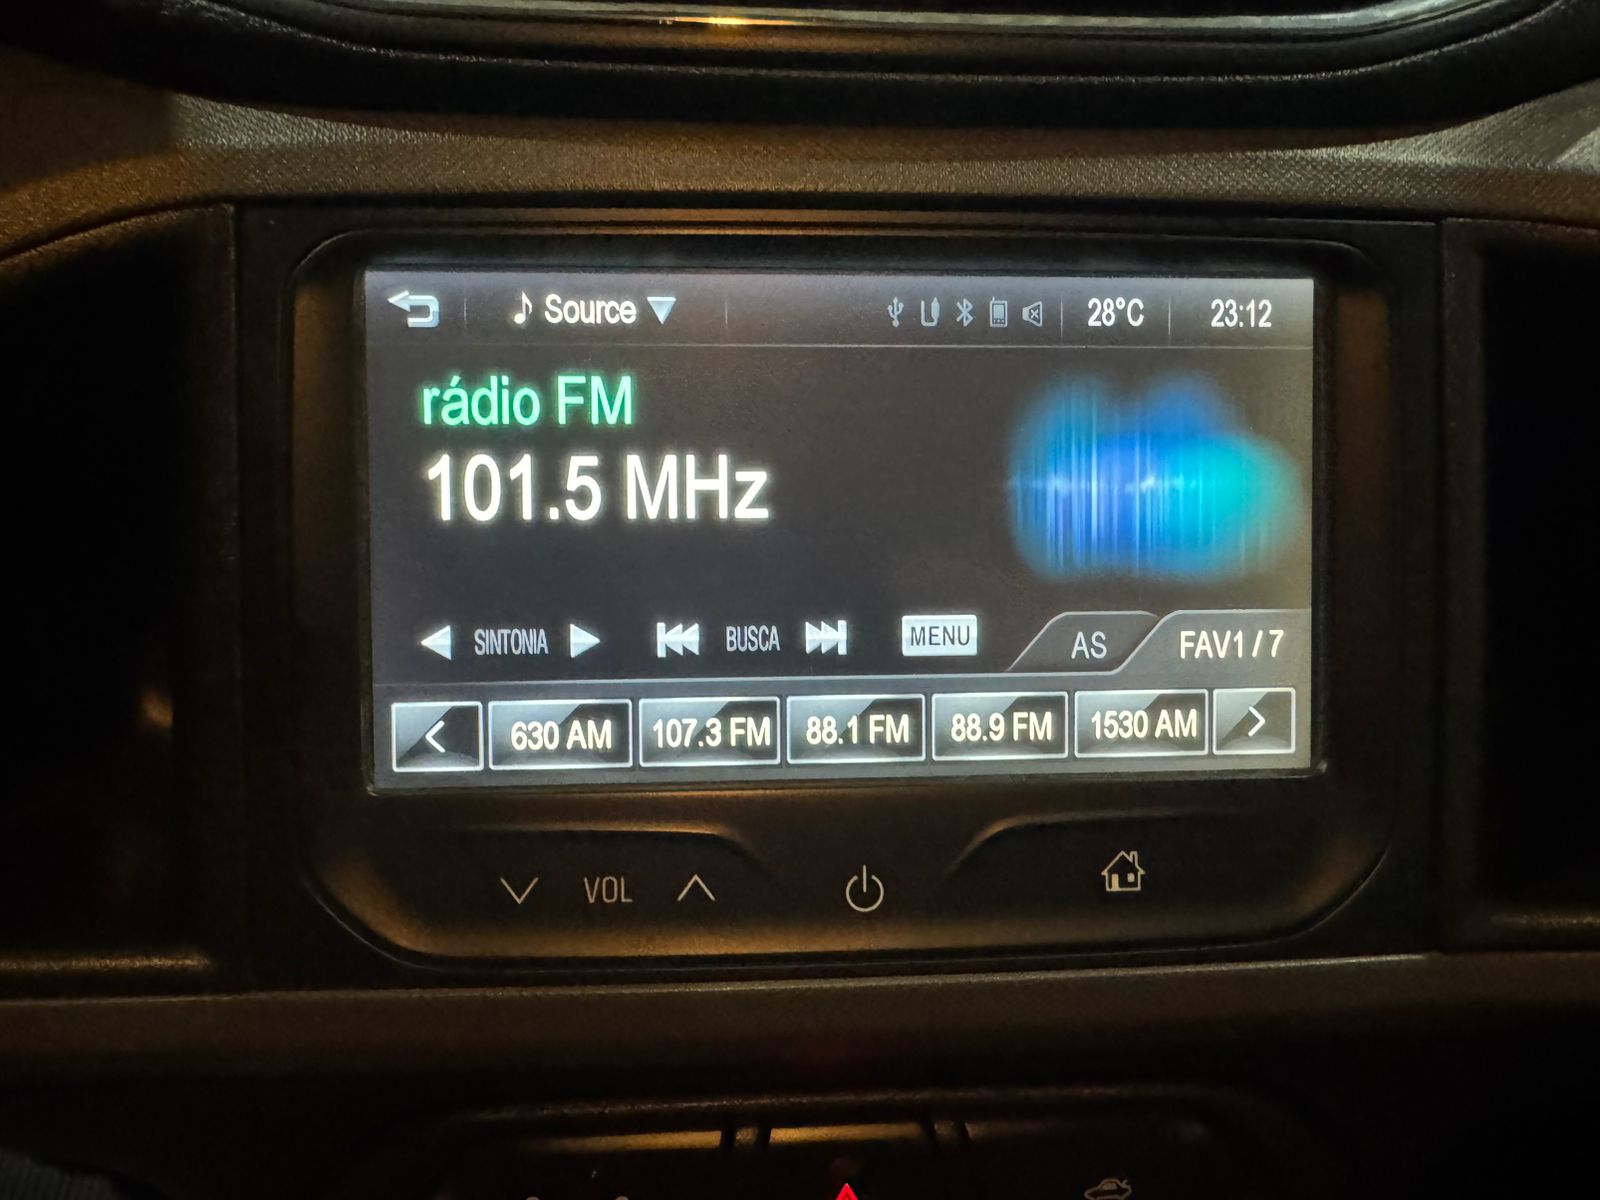 Source 28°C 23:12
rádio FM
101.5 MHz
SINTONIA BUSCA MENU AS FAV1 / 7
< 630 AM 107.3 FM 88.1 FM 88.9 FM 1530 AM >
VOL